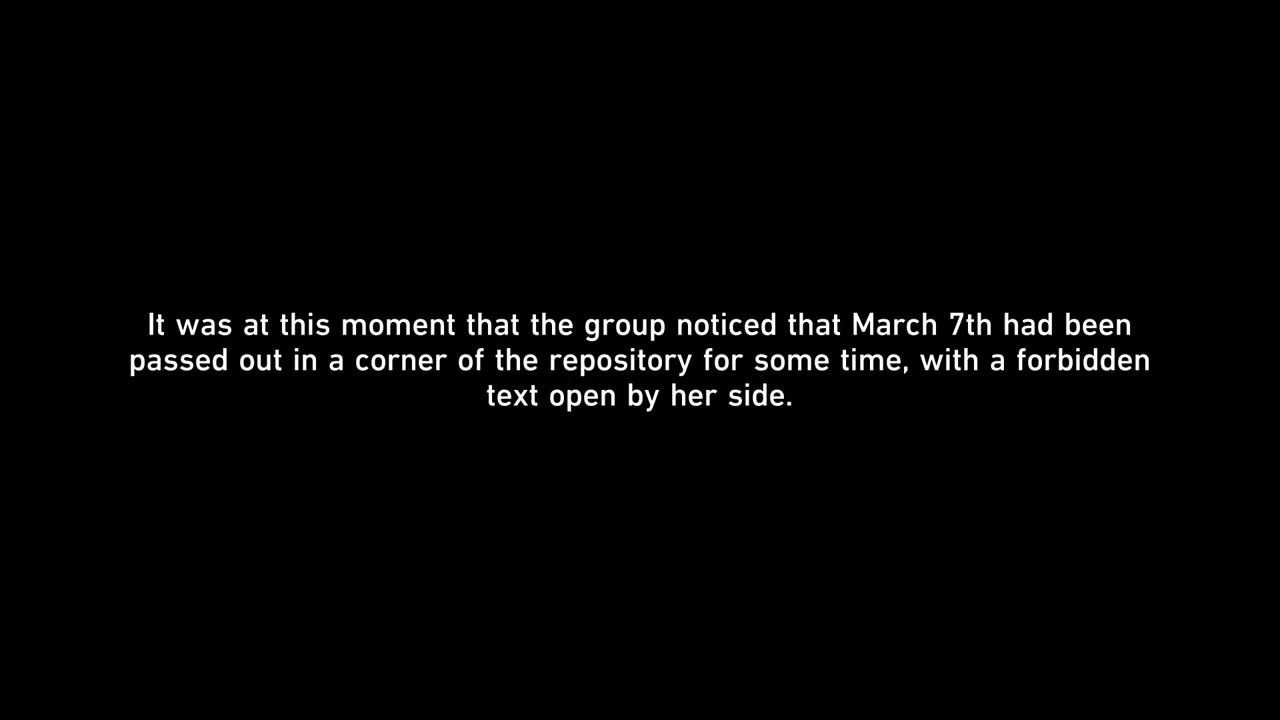 It was at this moment that the group noticed that March 7th had been
passed out in a corner of the repository for some time, with a forbidden
text open by her side.